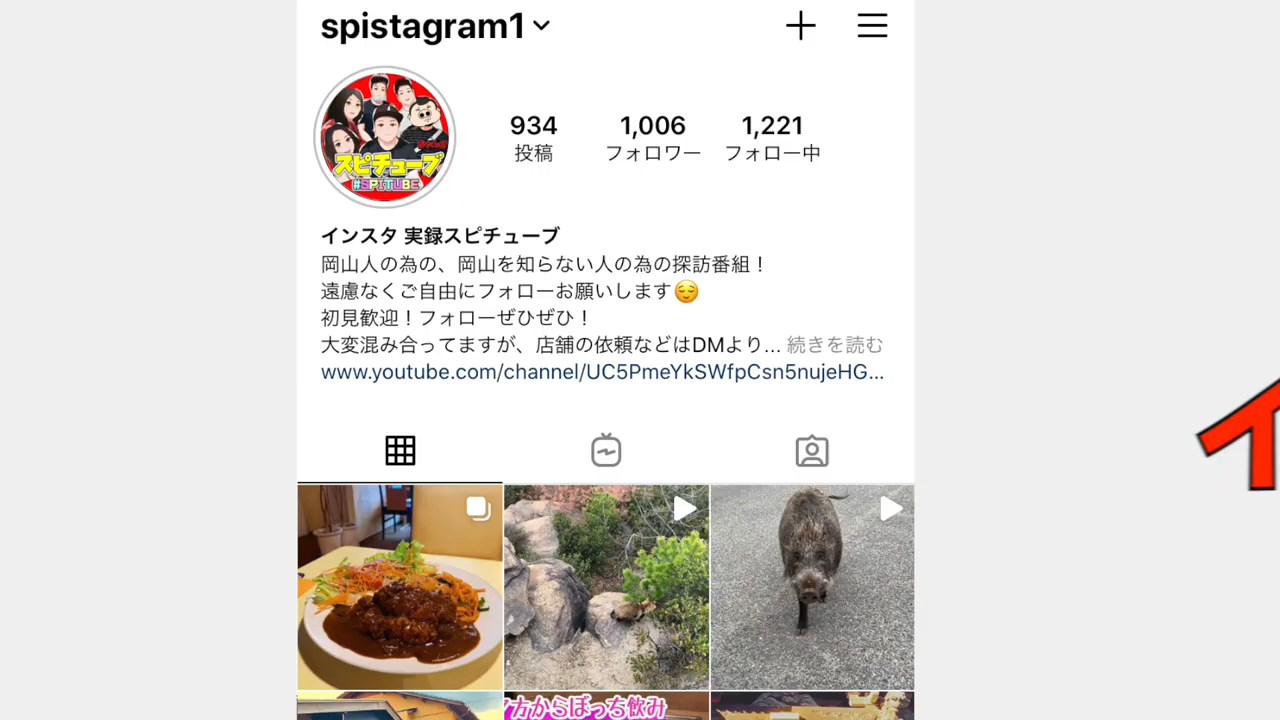 spistagram1
スピチューブ
#SPITUBE
934
投稿
1,006
フォロワー
1,221
フォロー中
インスタ 実録スピチューブ
岡山人の為の、岡山を知らない人の為の探訪番組！
遠慮なくご自由にフォローお願いします😌
初見歓迎！フォローぜひぜひ！
大変混み合ってますが、店舗の依頼などはDMより... 続きを読む
www.youtube.com/channel/UC5PmeYkSWfpCsn5nujeHG...
イ
方からぼっち飲み